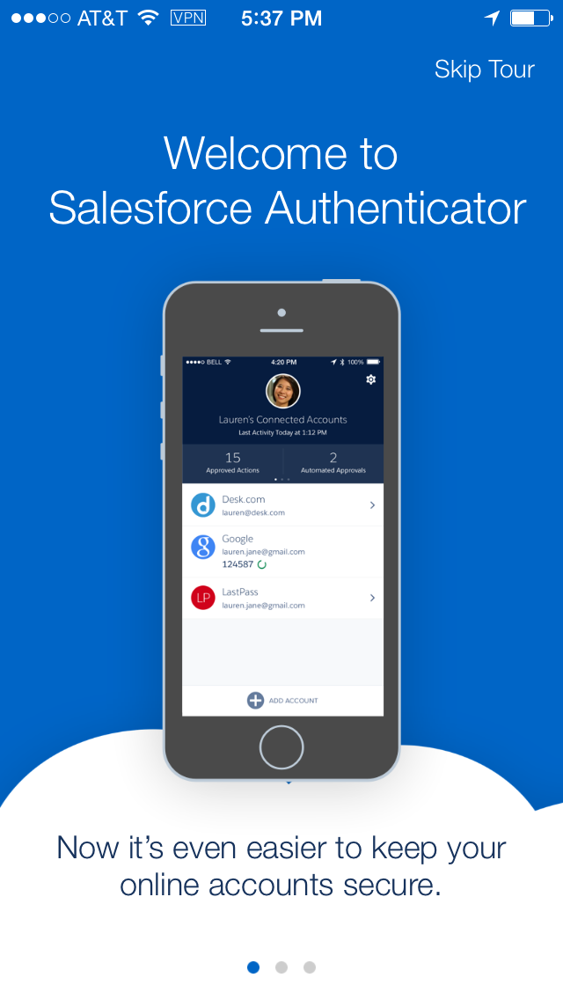 AT&T VPN 5:37 PM
Skip Tour
Welcome to
Salesforce Authenticator
BELL 4:20 PM 100%
Lauren's Connected Accounts
Last Activity Today at 1:12 PM
15 2
Approved Actions Automated Approvals
d Desk.com
lauren@desk.com
g Google
lauren.jane@gmail.com
124587
LP LastPass
lauren.jane@gmail.com
ADD ACCOUNT
Now it’s even easier to keep your
online accounts secure.